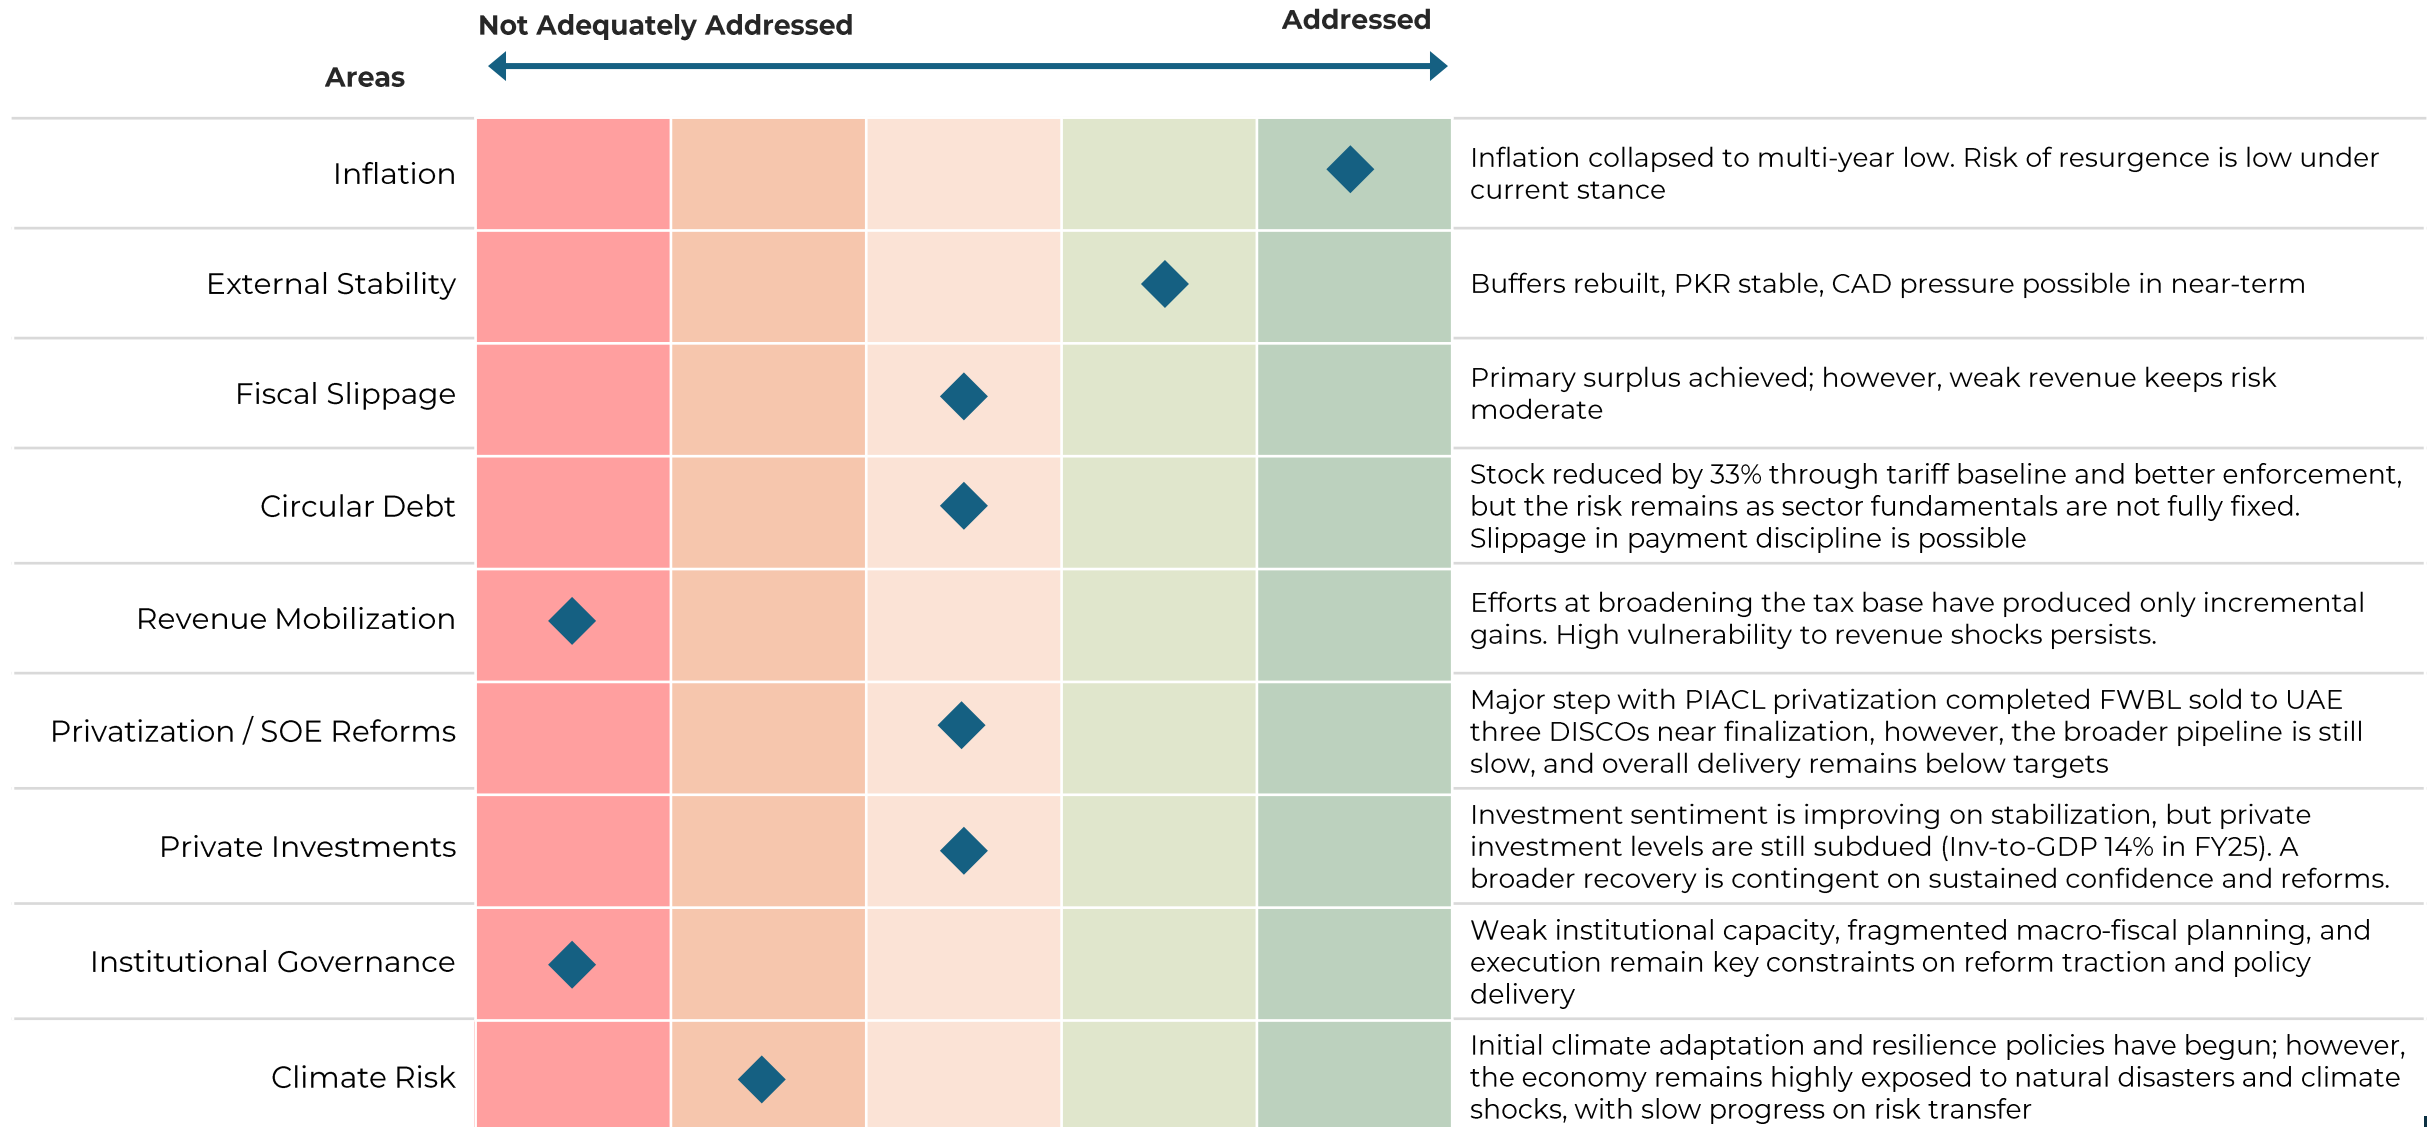 Not Adequately Addressed
Addressed
Areas
Inflation
Inflation collapsed to multi-year low. Risk of resurgence is low under
current stance
External Stability
Buffers rebuilt, PKR stable, CAD pressure possible in near-term
Fiscal Slippage
Primary surplus achieved; however, weak revenue keeps risk
moderate
Circular Debt
Stock reduced by 33% through tariff baseline and better enforcement,
but the risk remains as sector fundamentals are not fully fixed.
Slippage in payment discipline is possible
Revenue Mobilization
Efforts at broadening the tax base have produced only incremental
gains. High vulnerability to revenue shocks persists.
Privatization / SOE Reforms
Major step with PIACL privatization completed FWBL sold to UAE
three DISCOs near finalization, however, the broader pipeline is still
slow, and overall delivery remains below targets
Private Investments
Investment sentiment is improving on stabilization, but private
investment levels are still subdued (Inv-to-GDP 14% in FY25). A
broader recovery is contingent on sustained confidence and reforms.
Institutional Governance
Weak institutional capacity, fragmented macro-fiscal planning, and
execution remain key constraints on reform traction and policy
delivery
Climate Risk
Initial climate adaptation and resilience policies have begun; however,
the economy remains highly exposed to natural disasters and climate
shocks, with slow progress on risk transfer